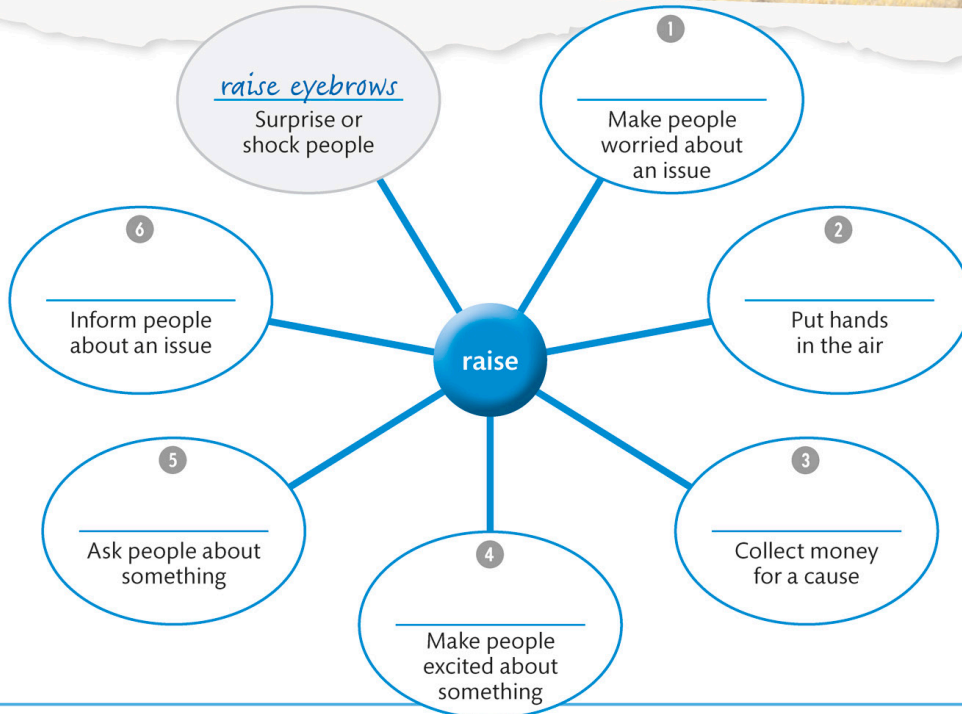 raise eyebrows
Surprise or
shock people
1
Make people
worried about
an issue
2
Put hands
in the air
3
Collect money
for a cause
4
Make people
excited about
something
5
Ask people about
something
6
Inform people
about an issue
raise